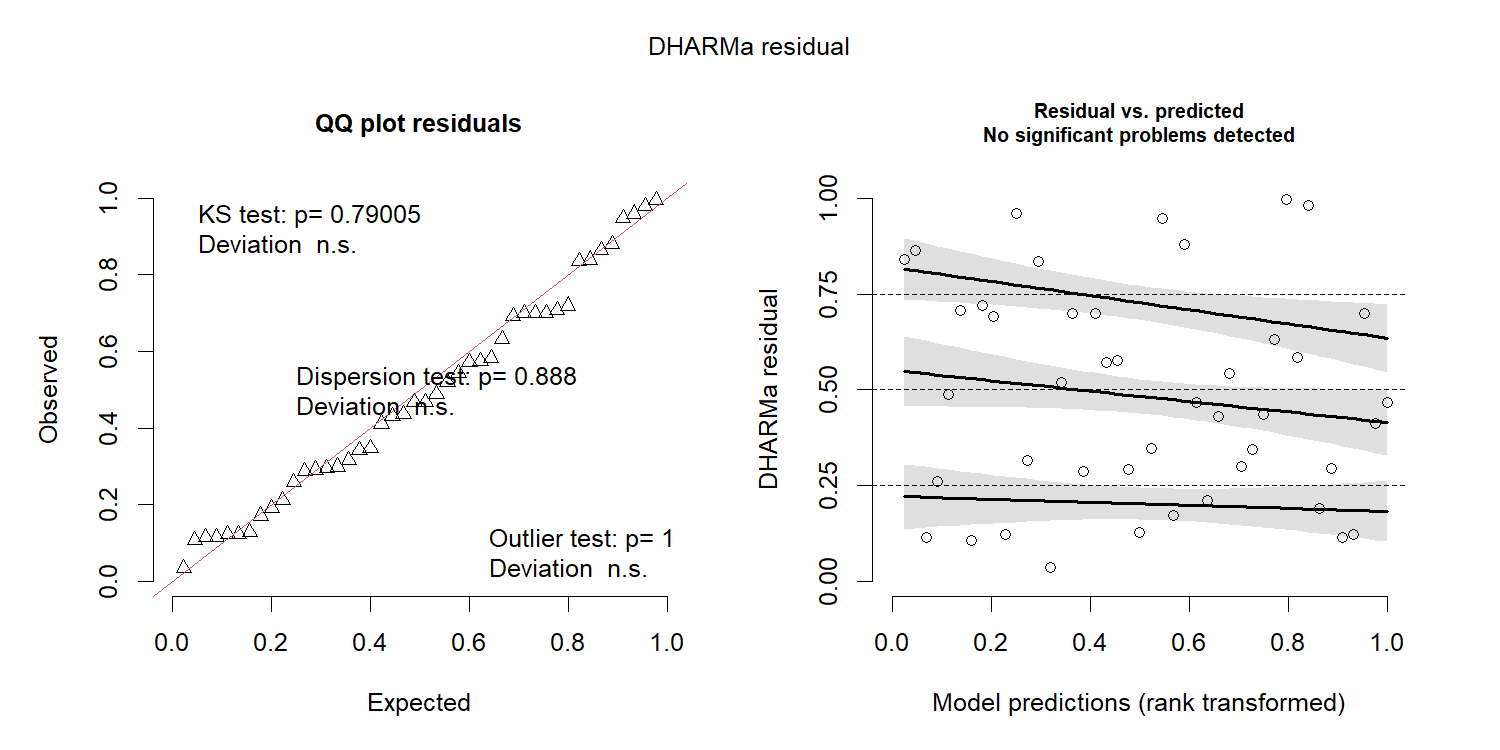 DHARMa residual
QQ plot residuals
KS test: p= 0.79005
Deviation  n.s.
Dispersion test: p= 0.888
Deviation  n.s.
Outlier test: p= 1
Deviation  n.s.
Observed
1.0
0.8
0.6
0.4
0.2
0.0
0.0 0.2 0.4 0.6 0.8 1.0
Expected
Residual vs. predicted
No significant problems detected
DHARMa residual
1.00
0.75
0.50
0.25
0.00
0.0 0.2 0.4 0.6 0.8 1.0
Model predictions (rank transformed)